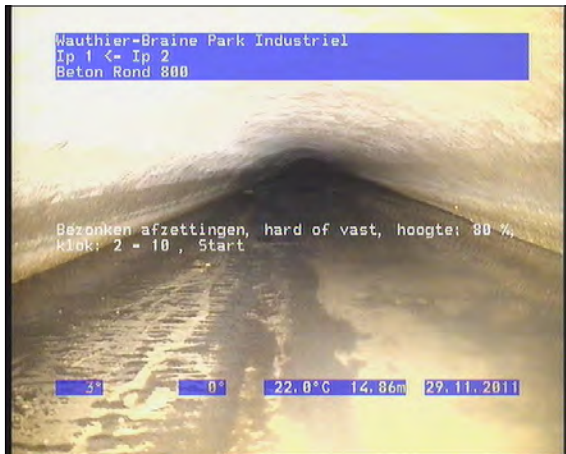 Wauthier-Braine Park Industriel
Ip 1 <- Ip 2
Beton Rond 800
Bezonken afzettingen, hard of vast, hoogte: 80 %,
klok: 2 - 10 , Start
3° 0° 22.0°C 14.86m 29.11.2011